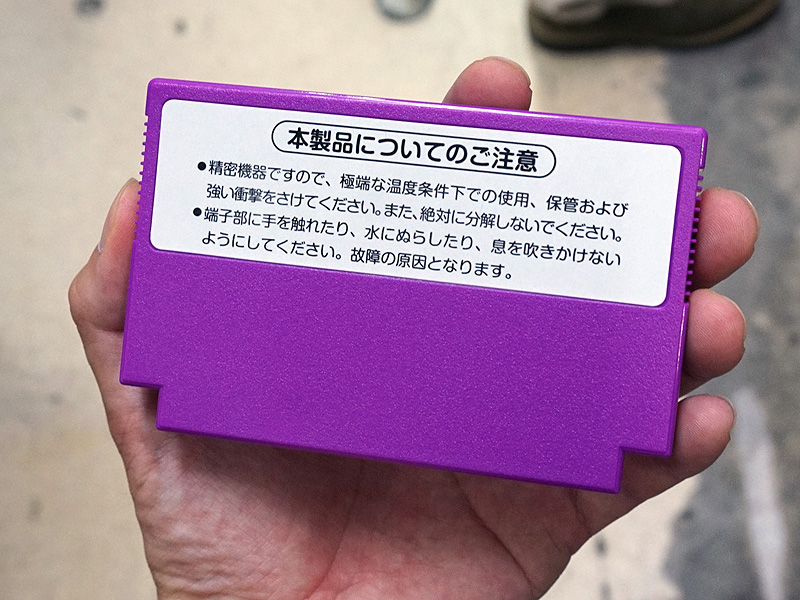 本製品についてのご注意
●精密機器ですので、極端な温度条件下での使用、保管および
強い衝撃をさけてください。また、絶対に分解しないでください。
●端子部に手を触れたり、水にぬらしたり、息を吹きかけない
ようにしてください。故障の原因となります。